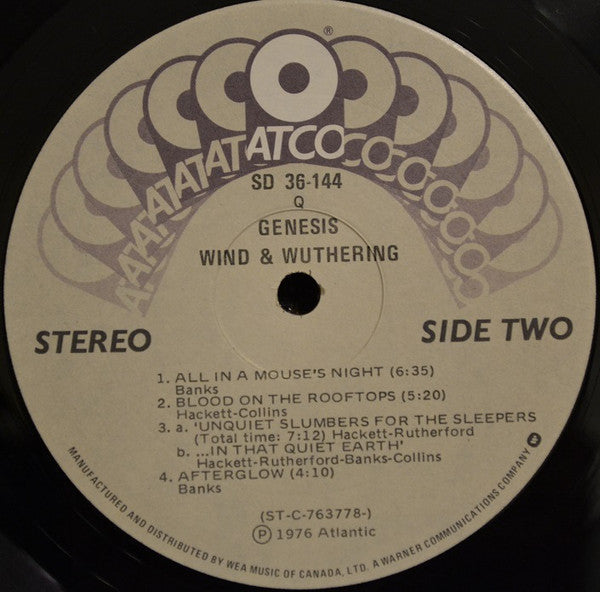 ®
ATCO
SD 36-144
Q
GENESIS
WIND & WUTHERING
STEREO
SIDE TWO
1. ALL IN A MOUSE'S NIGHT (6:35)
Banks
2. BLOOD ON THE ROOFTOPS (5:20)
Hackett-Collins
3. a. 'UNQUIET SLUMBERS FOR THE SLEEPERS
(Total time: 7:12) Hackett-Rutherford
b. ...IN THAT QUIET EARTH'
Hackett-Rutherford-Banks-Collins
4. AFTERGLOW (4:10)
Banks
(ST-C-763778-)
Ⓟ 1976 Atlantic
MANUFACTURED AND DISTRIBUTED BY WEA MUSIC OF CANADA, LTD. A WARNER COMMUNICATIONS COMPANY